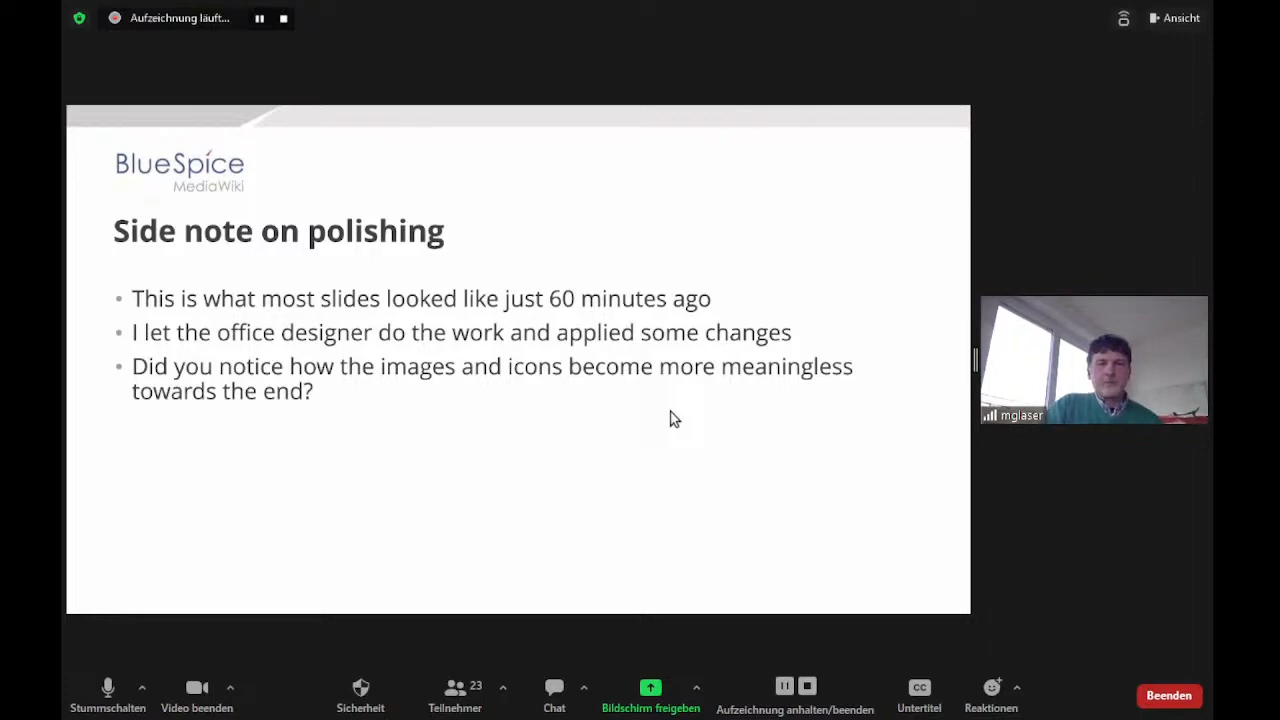 Aufzeichnung läuft...
Ansicht
BlueSpice
MediaWiki
Side note on polishing
• This is what most slides looked like just 60 minutes ago
• I let the office designer do the work and applied some changes
• Did you notice how the images and icons become more meaningless
towards the end?
mglaser
23
CC
Stummschalten
Video beenden
Sicherheit
Teilnehmer
Chat
Bildschirm freigeben
Aufzeichnung anhalten/beenden
Untertitel
Reaktionen
Beenden